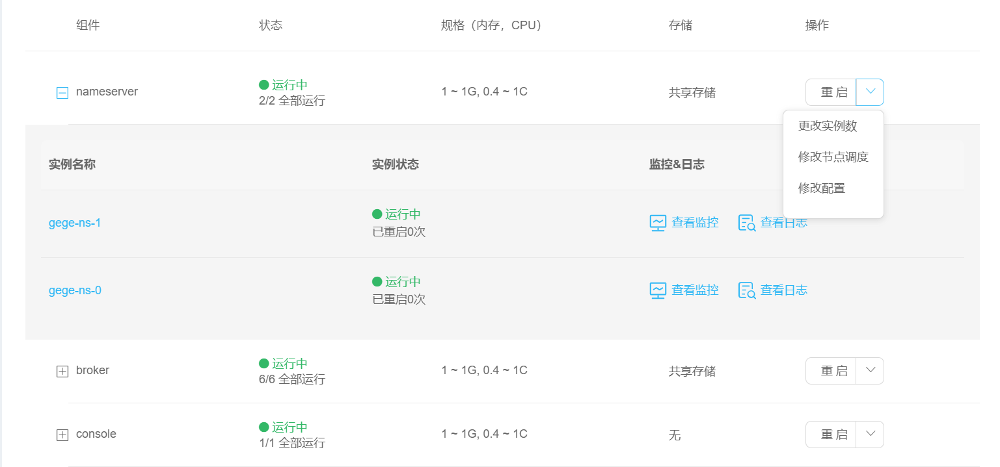 组件 状态 规格（内存，CPU） 存储 操作
nameserver 运行中 1 ~ 1G, 0.4 ~ 1C 共享存储 重 启
2/2 全部运行
更改实例数
修改节点调度
修改配置
实例名称 实例状态 监控&日志
gege-ns-1 运行中 查看监控 查看日志
已重启0次
gege-ns-0 运行中 查看监控 查看日志
已重启0次
broker 运行中 1 ~ 1G, 0.4 ~ 1C 共享存储 重 启
6/6 全部运行
console 运行中 1 ~ 1G, 0.4 ~ 1C 无 重 启
1/1 全部运行